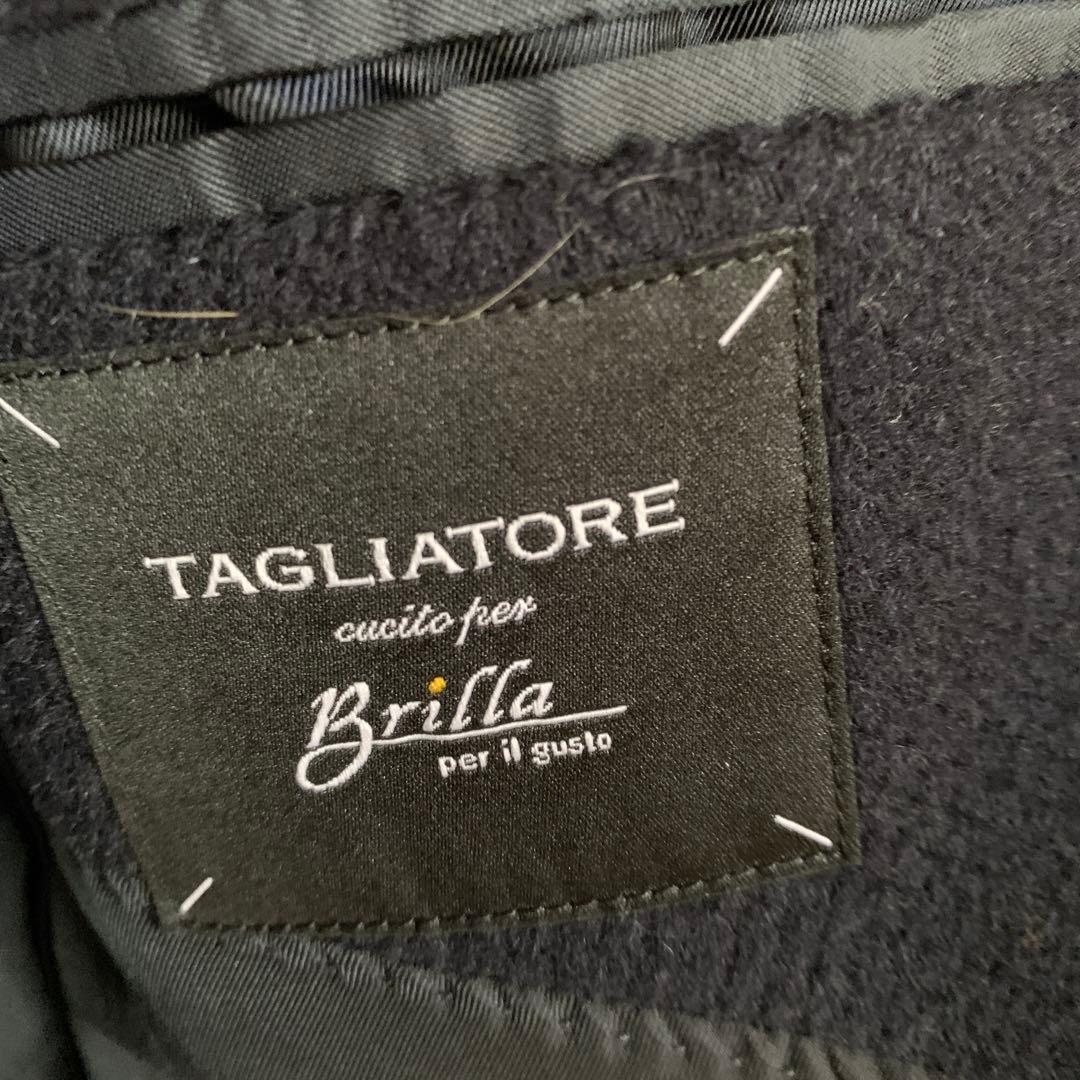 TAGLIATORE
cucito per
Brilla
per il gusto